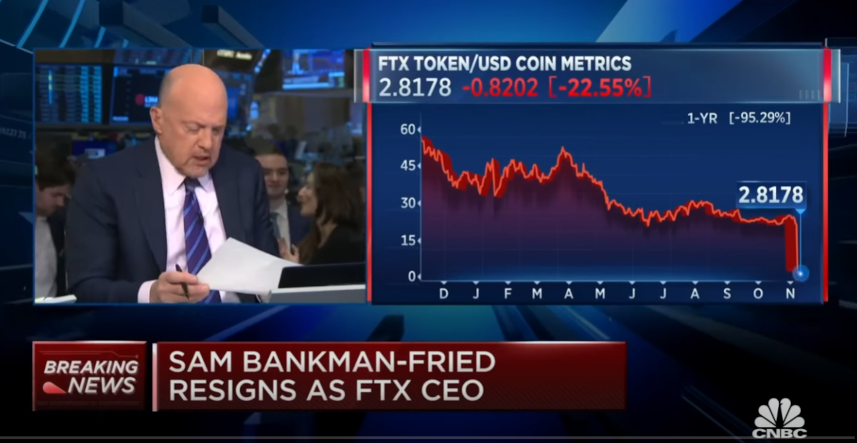 FTX TOKEN/USD COIN METRICS
2.8178 -0.8202 [-22.55%]
1-YR [-95.29%]
60
45
30
15
0
2.8178
D J F M A M J J A S O N
BREAKING
NEWS
SAM BANKMAN-FRIED
RESIGNS AS FTX CEO
CNBC